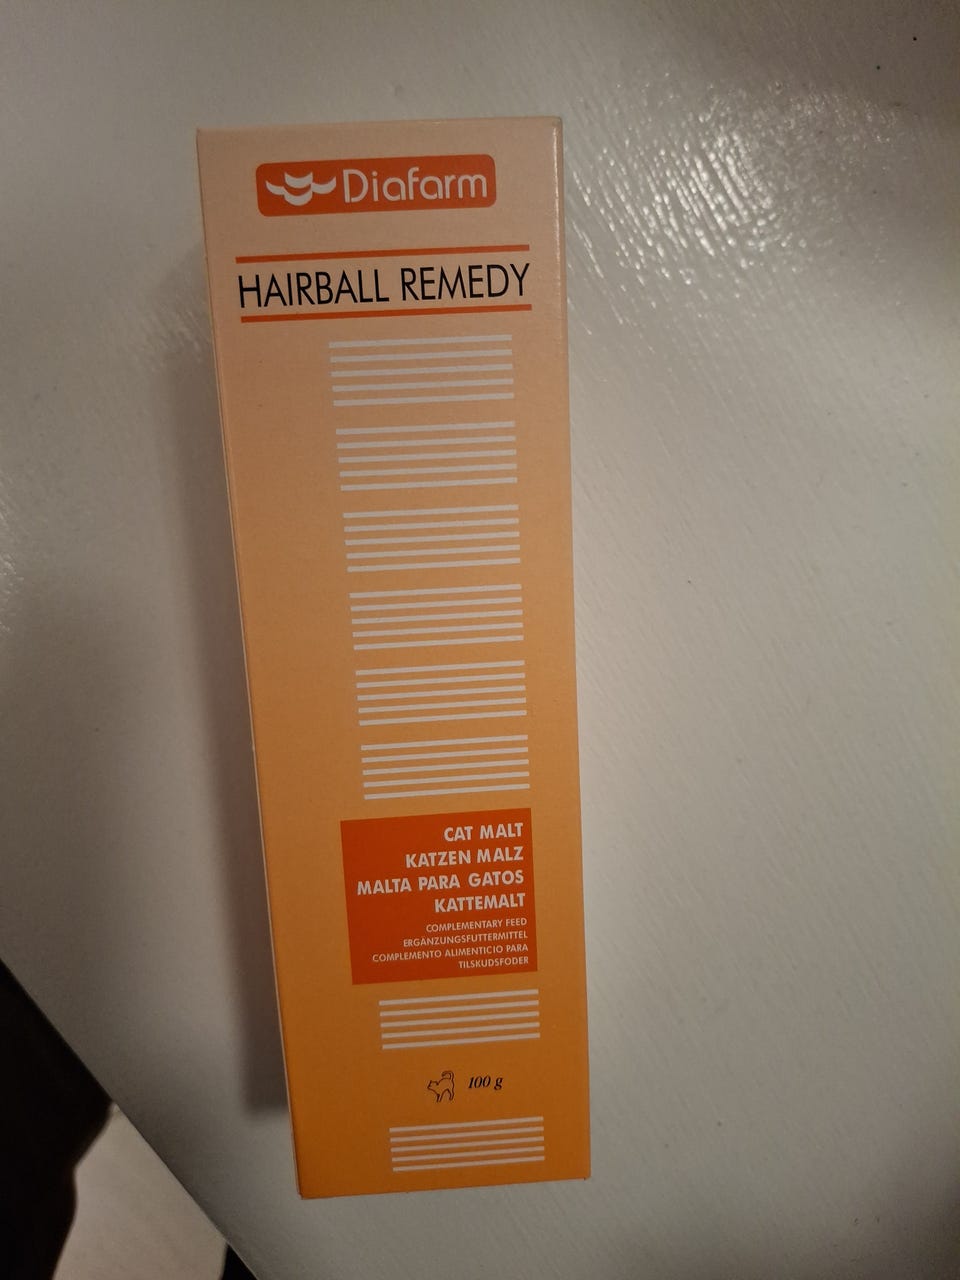 Diafarm
HAIRBALL REMEDY
CAT MALT
KATZEN MALZ
MALTA PARA GATOS
KATTEMALT
COMPLEMENTARY FEED
ERGÄNZUNGSFUTTERMITTEL
COMPLEMENTO ALIMENTICIO PARA
TILSKUDSFODER
100 g